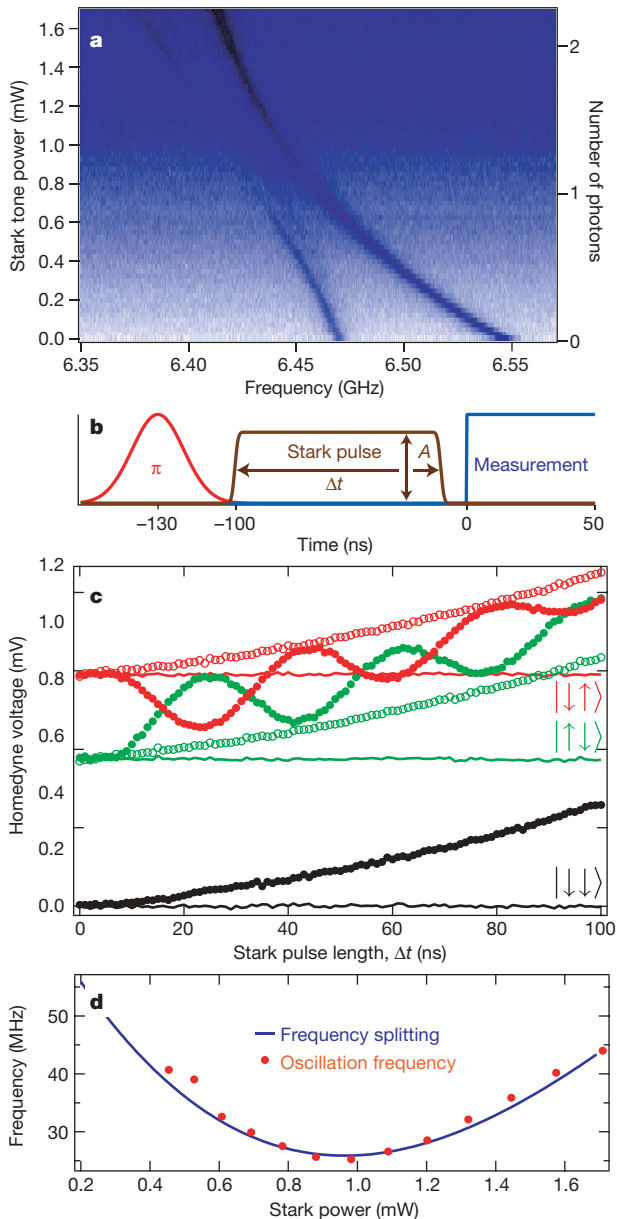 a
1.6
1.4
1.2
1.0
0.8
0.6
0.4
0.2
0.0
Stark tone power (mW)
2
1
0
Number of photons
6.35
6.40
6.45
6.50
6.55
Frequency (GHz)
b
π
Stark pulse
A
Δt
Measurement
−130
−100
0
50
Time (ns)
c
1.2
1.0
0.8
0.6
0.4
0.2
0.0
Homedyne voltage (mV)
|↓↑⟩
|↑↓⟩
|↓↓⟩
0
20
40
60
80
100
Stark pulse length, Δt (ns)
d
50
40
30
Frequency (MHz)
Frequency splitting
Oscillation frequency
0.2
0.4
0.6
0.8
1.0
1.2
1.4
1.6
Stark power (mW)